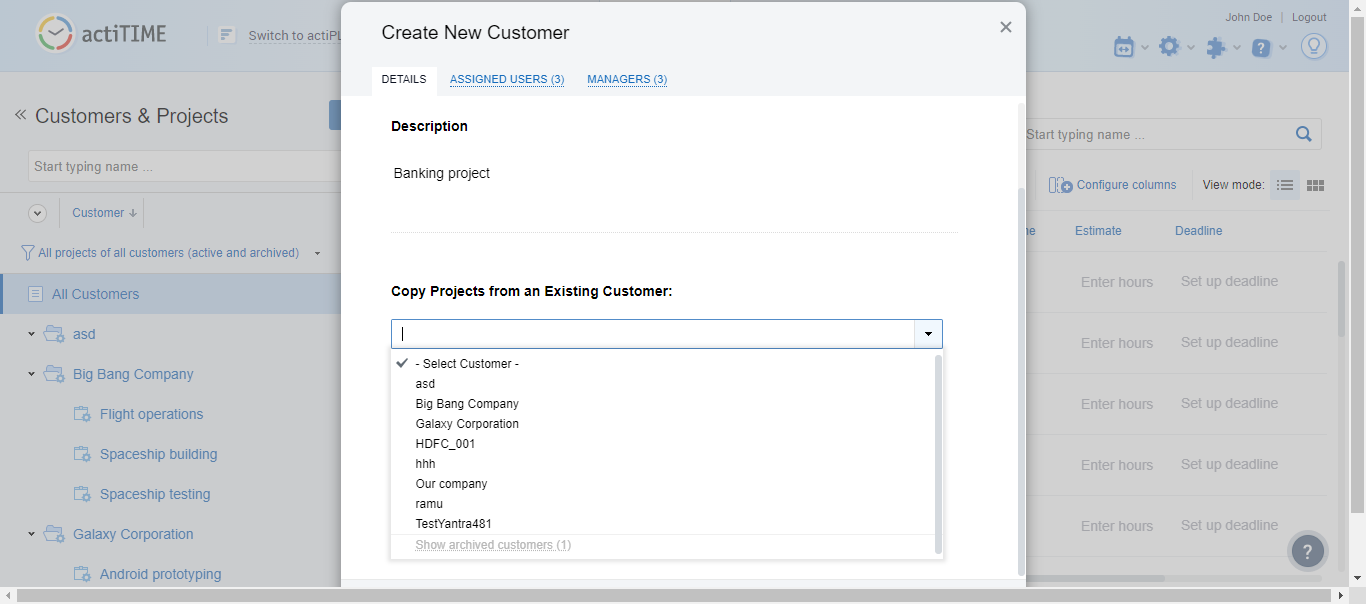 actiTIME
Switch to actiPL
John Doe
Logout
Create New Customer
DETAILS
ASSIGNED USERS (3)
MANAGERS (3)
Customers & Projects
Start typing name ...
Customer
All projects of all customers (active and archived)
All Customers
asd
Big Bang Company
Flight operations
Spaceship building
Spaceship testing
Galaxy Corporation
Android prototyping
Description
Banking project
Copy Projects from an Existing Customer:
- Select Customer -
asd
Big Bang Company
Galaxy Corporation
HDFC_001
hhh
Our company
ramu
TestYantra481
Show archived customers (1)
Start typing name ...
Configure columns
View mode:
ne
Estimate
Deadline
Enter hours
Set up deadline
Enter hours
Set up deadline
Enter hours
Set up deadline
Enter hours
Set up deadline
Enter hours
Set up deadline
?